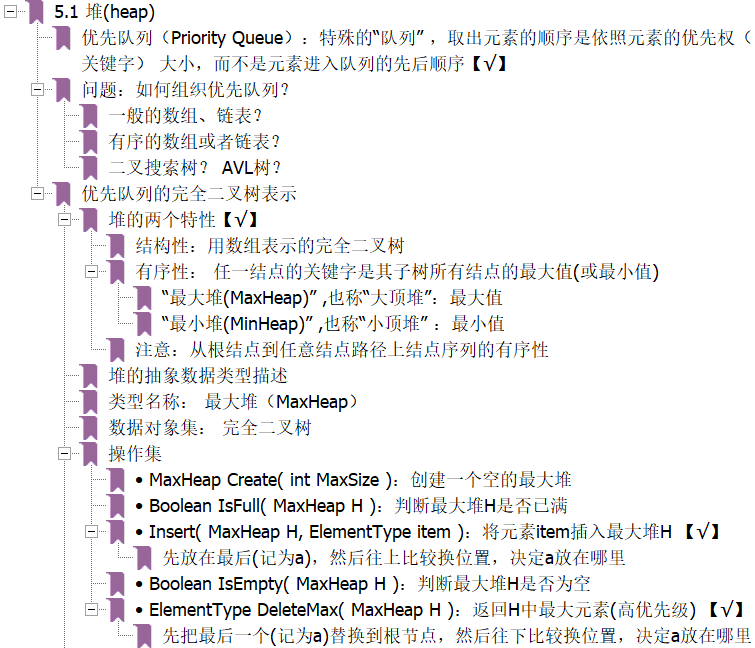 5.1 堆(heap)
优先队列（Priority Queue）：特殊的“队列” ，取出元素的顺序是依照元素的优先权（
关键字） 大小，而不是元素进入队列的先后顺序【√】
问题：如何组织优先队列？
一般的数组、链表？
有序的数组或者链表？
二叉搜索树？ AVL树？
优先队列的完全二叉树表示
堆的两个特性【√】
结构性：用数组表示的完全二叉树
有序性： 任一结点的关键字是其子树所有结点的最大值(或最小值)
“最大堆(MaxHeap)” ,也称“大顶堆”：最大值
“最小堆(MinHeap)” ,也称“小顶堆” ：最小值
注意：从根结点到任意结点路径上结点序列的有序性
堆的抽象数据类型描述
类型名称： 最大堆（MaxHeap）
数据对象集： 完全二叉树
操作集
• MaxHeap Create( int MaxSize )：创建一个空的最大堆
• Boolean IsFull( MaxHeap H )：判断最大堆H是否已满
• Insert( MaxHeap H, ElementType item )：将元素item插入最大堆H 【√】
先放在最后(记为a)，然后往上比较换位置，决定a放在哪里
• Boolean IsEmpty( MaxHeap H )：判断最大堆H是否为空
• ElementType DeleteMax( MaxHeap H )：返回H中最大元素(高优先级) 【√】
先把最后一个(记为a)替换到根节点，然后往下比较换位置，决定a放在哪里